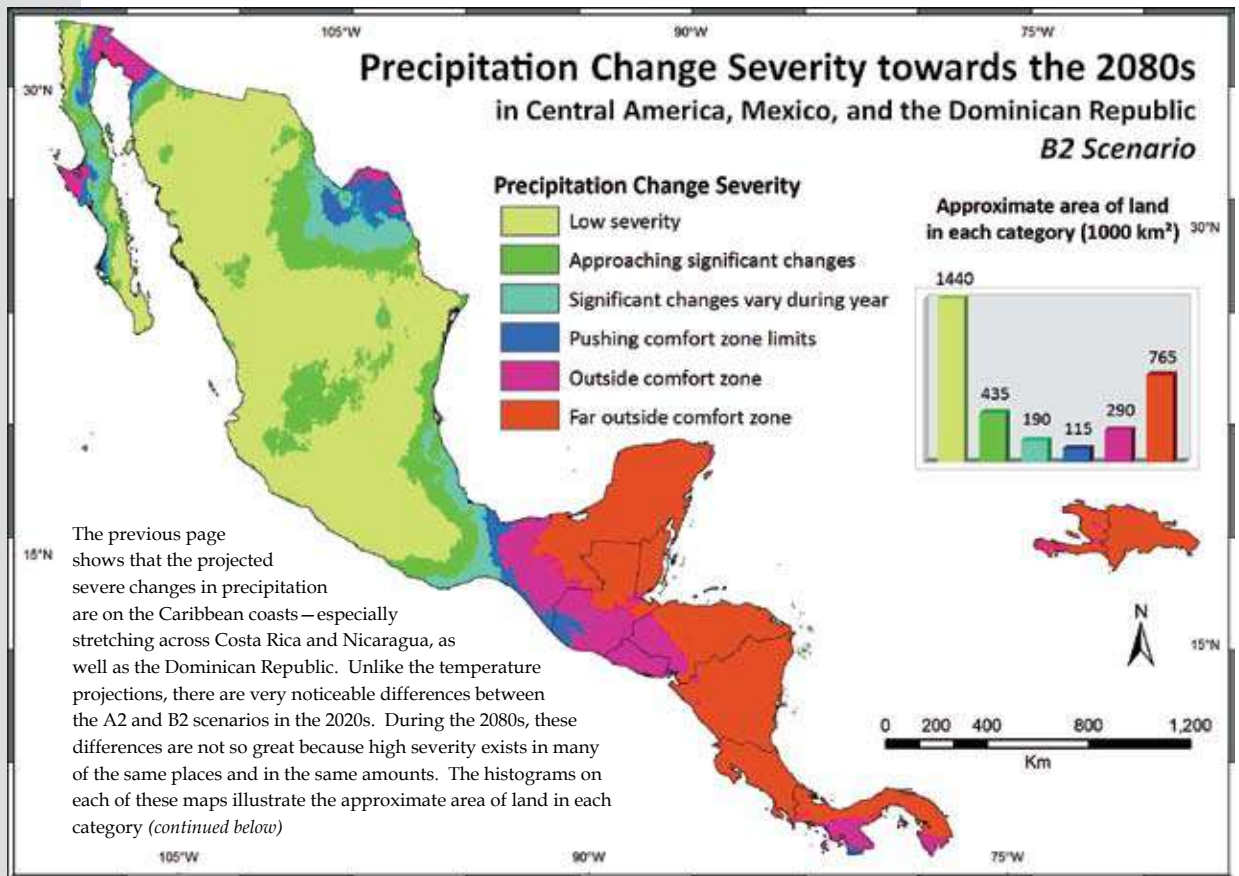 105°W
90°W
75°W
Precipitation Change Severity towards the 2080s
in Central America, Mexico, and the Dominican Republic
B2 Scenario
30°N
Precipitation Change Severity
Low severity
Approaching significant changes
Significant changes vary during year
Pushing comfort zone limits
Outside comfort zone
Far outside comfort zone
Approximate area of land
in each category (1000 km²)
30°N
1440
435
190
115
290
765
15°N
The previous page
shows that the projected
severe changes in precipitation
are on the Caribbean coasts—especially
stretching across Costa Rica and Nicaragua, as
well as the Dominican Republic. Unlike the temperature
projections, there are very noticeable differences between
the A2 and B2 scenarios in the 2020s. During the 2080s, these
differences are not so great because high severity exists in many
of the same places and in the same amounts. The histograms on
each of these maps illustrate the approximate area of land in each
category (continued below)
N
15°N
0 200 400 800 1,200
Km
105°W
90°W
75°W